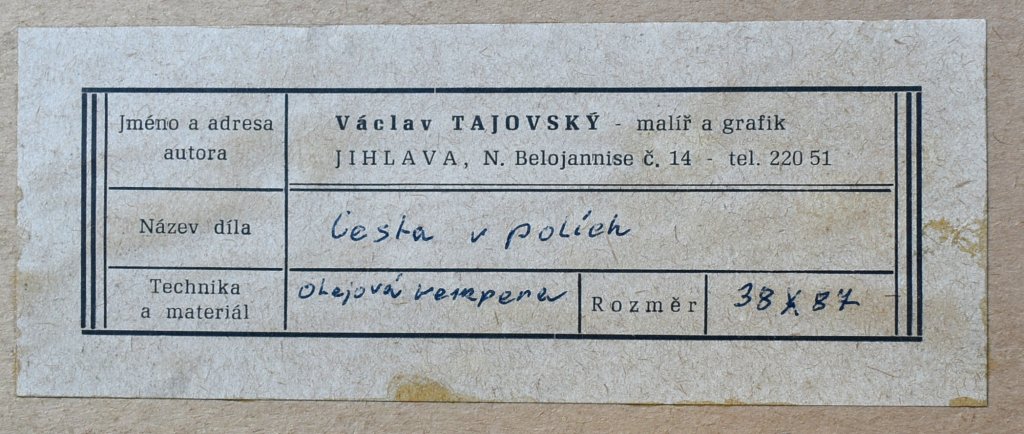 Jméno a adresa
autora
Václav TAJOVSKÝ - malíř a grafik
JIHLAVA, N. Belojannise č. 14 - tel. 220 51
Název díla
Cesta v polích
Technika
a materiál
olejová tempera
Rozměr
38 x 87